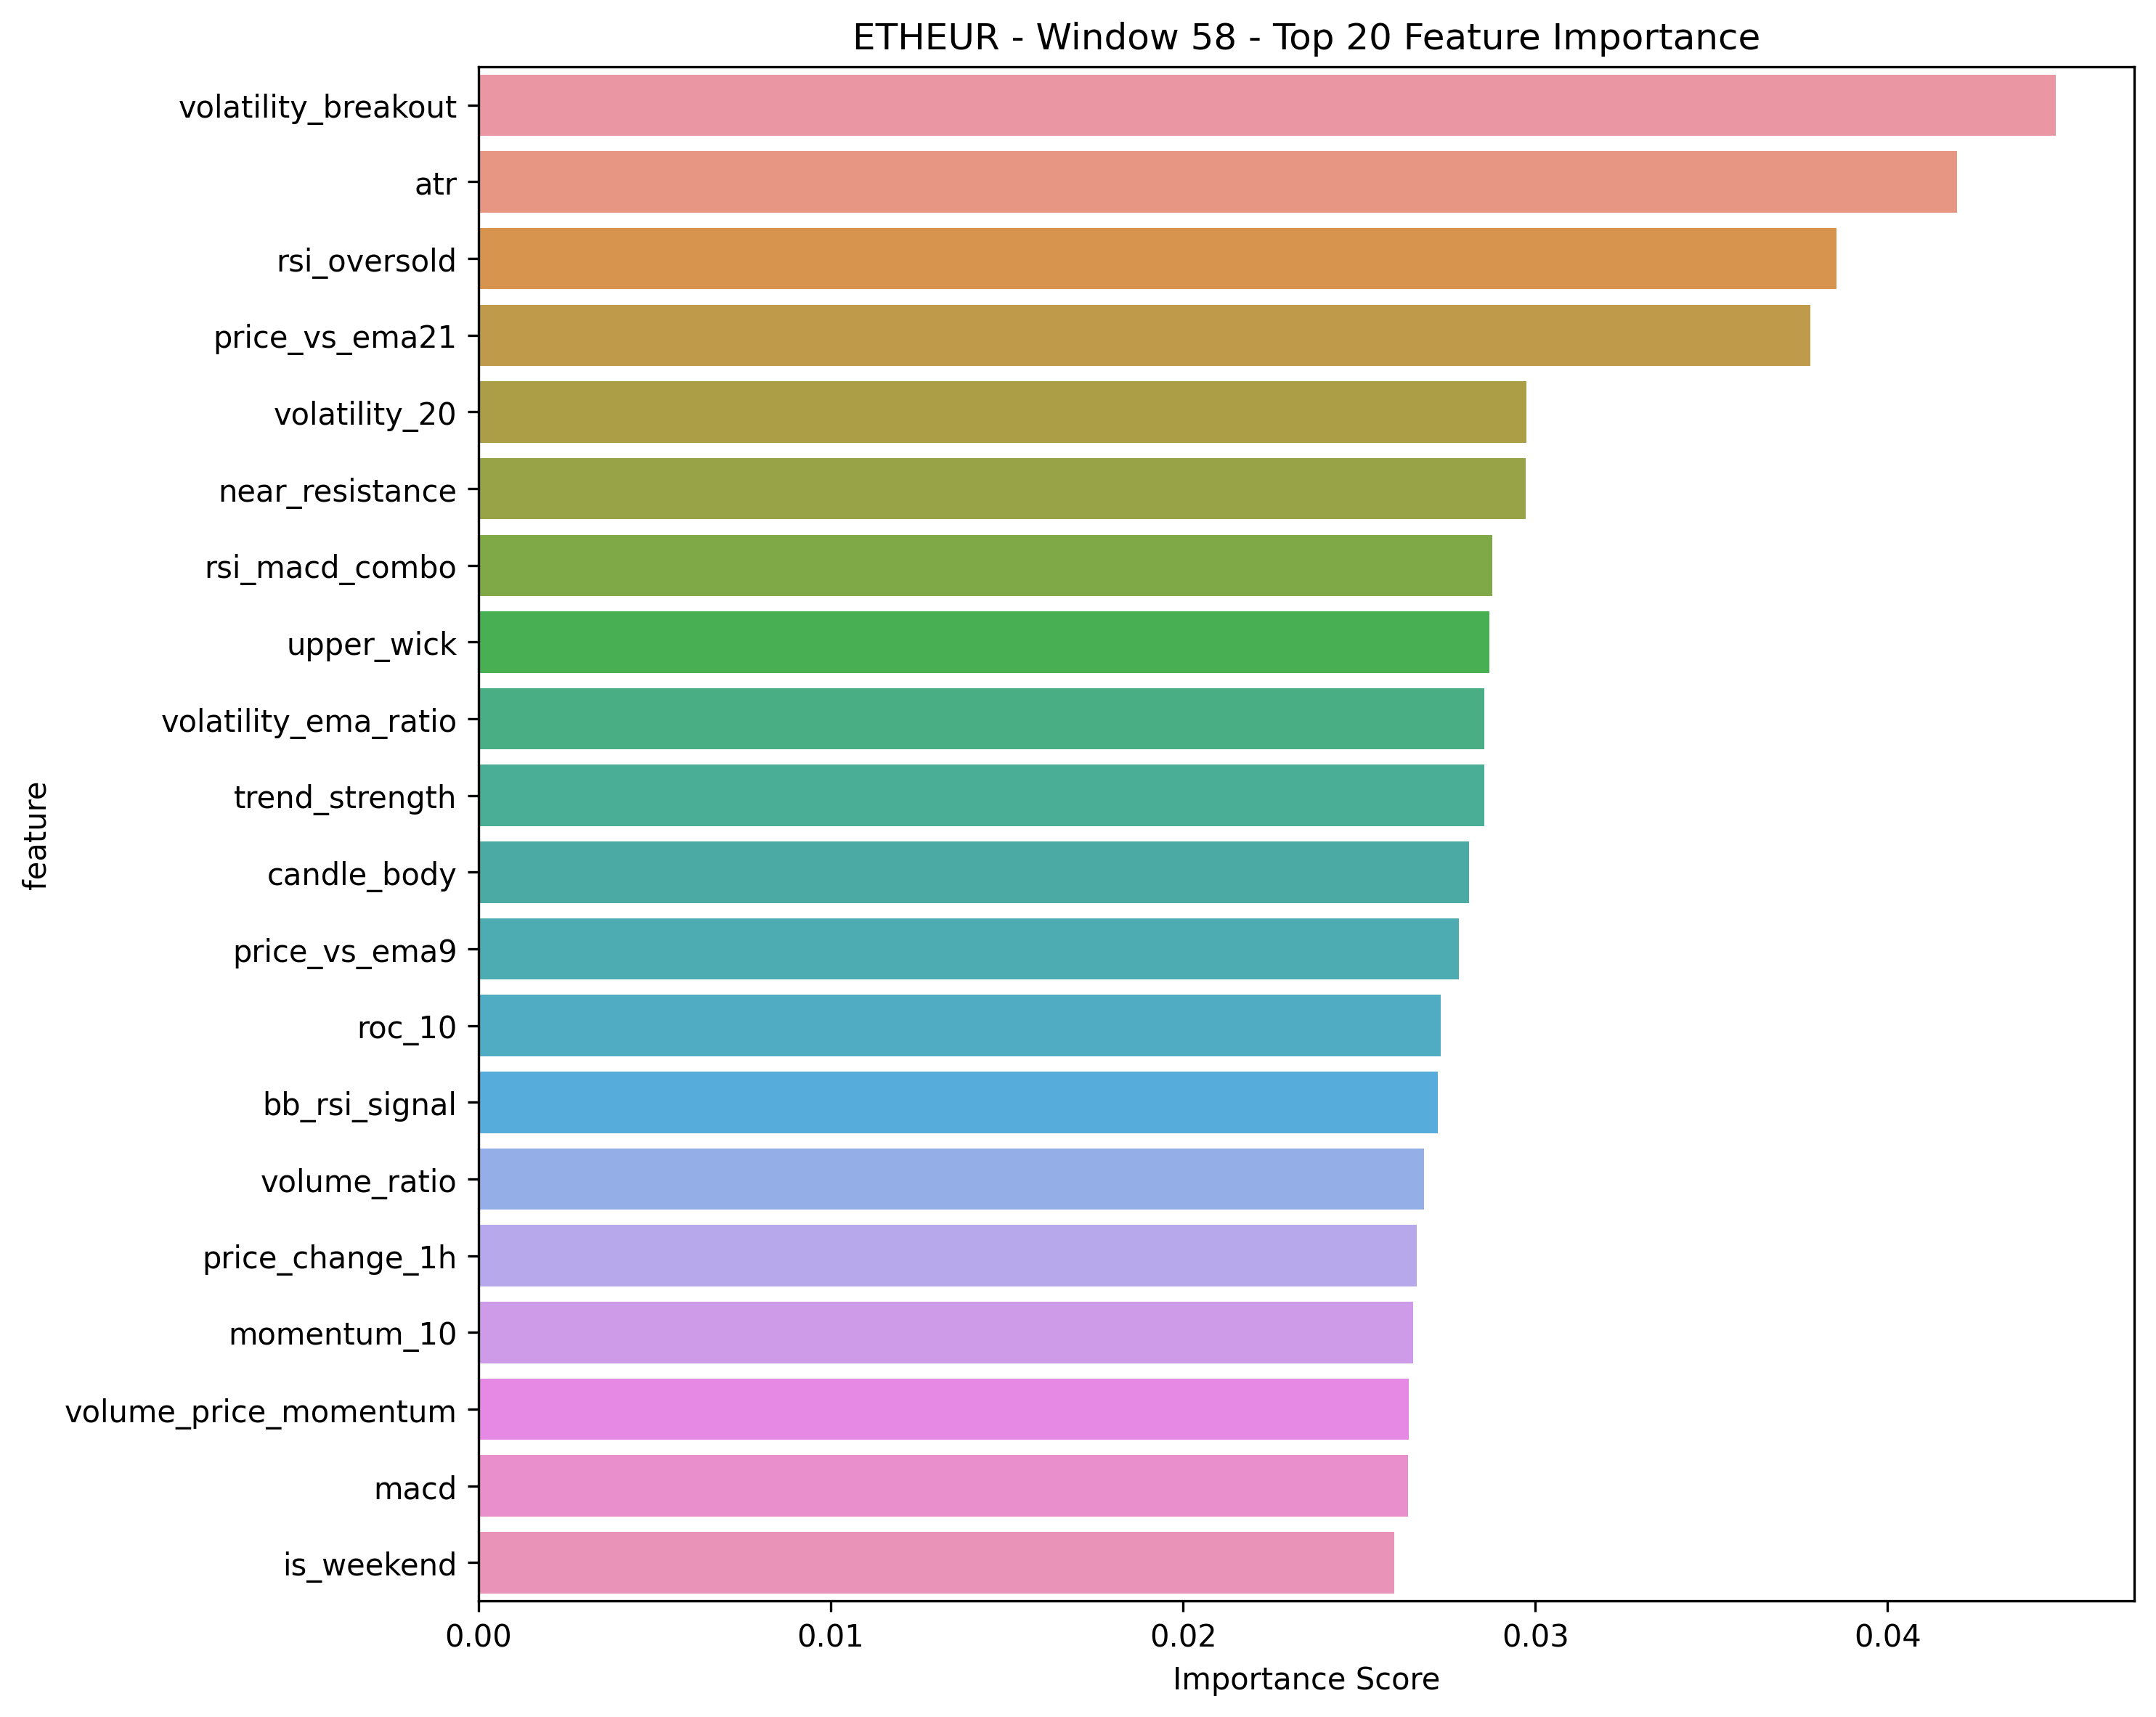 ETHEUR - Window 58 - Top 20 Feature Importance
volatility_breakout
atr
rsi_oversold
price_vs_ema21
volatility_20
near_resistance
rsi_macd_combo
upper_wick
volatility_ema_ratio
trend_strength
candle_body
price_vs_ema9
roc_10
bb_rsi_signal
volume_ratio
price_change_1h
momentum_10
volume_price_momentum
macd
is_weekend
feature
0.00 0.01 0.02 0.03 0.04
Importance Score